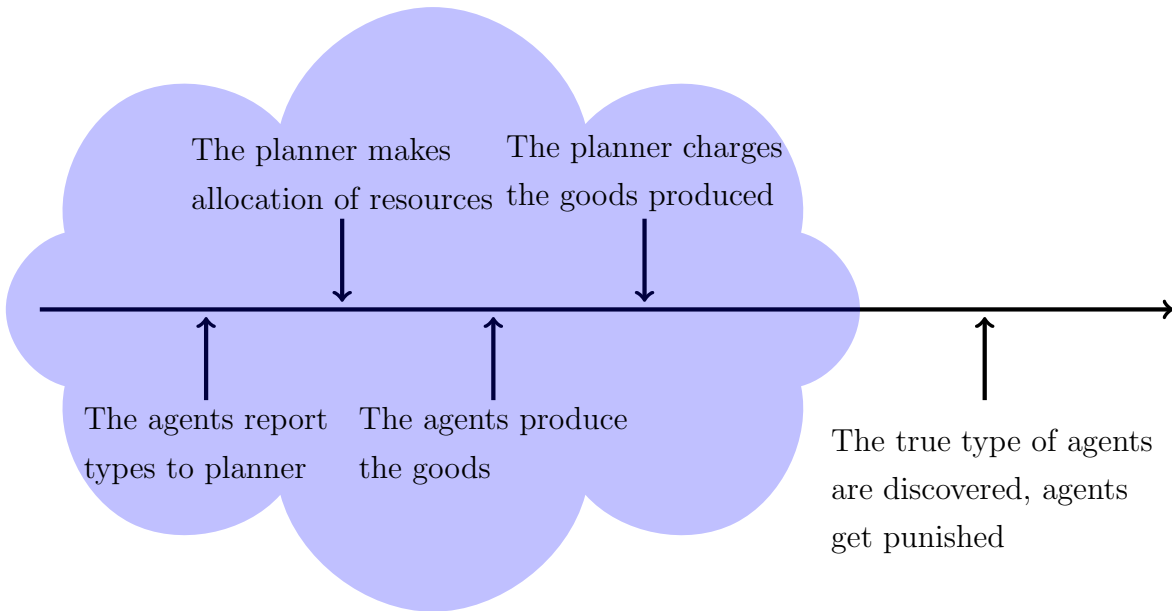 The planner makes
allocation of resources
The planner charges
the goods produced
The agents report
types to planner
The agents produce
the goods
The true type of agents
are discovered, agents
get punished